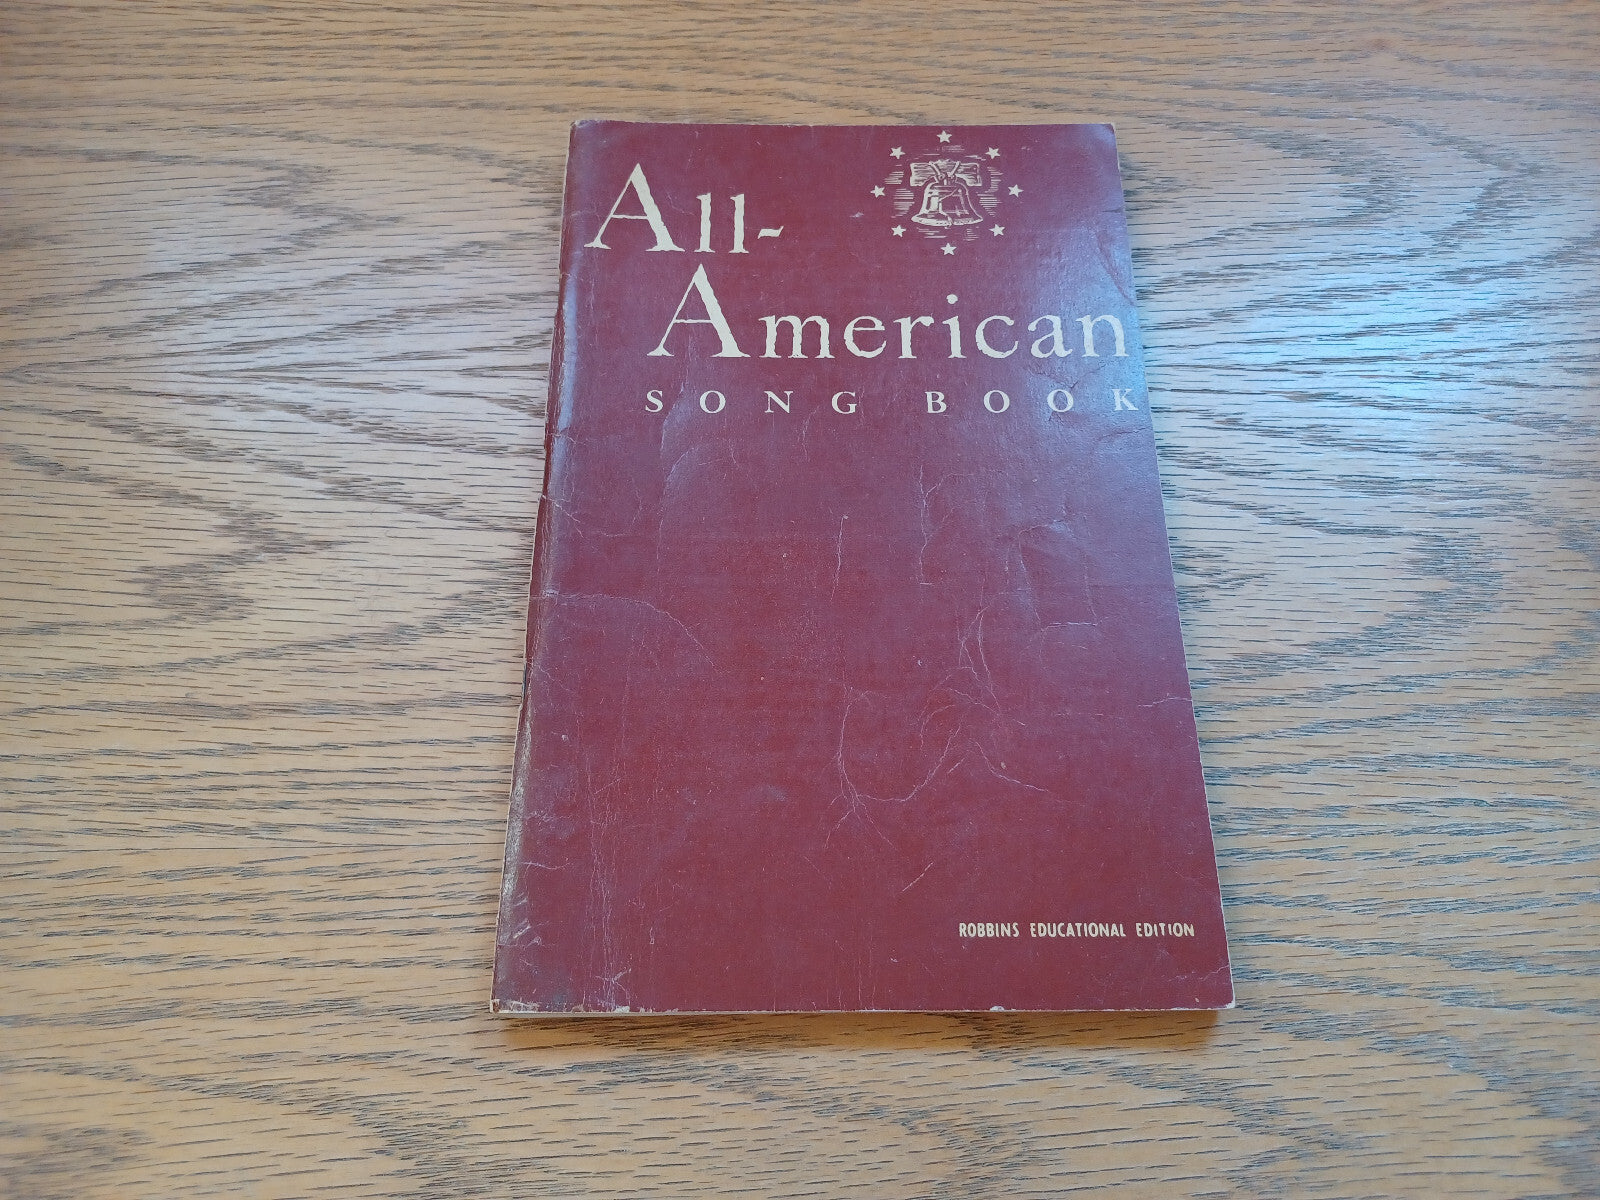 All-
American
SONG BOOK
ROBBINS EDUCATIONAL EDITION